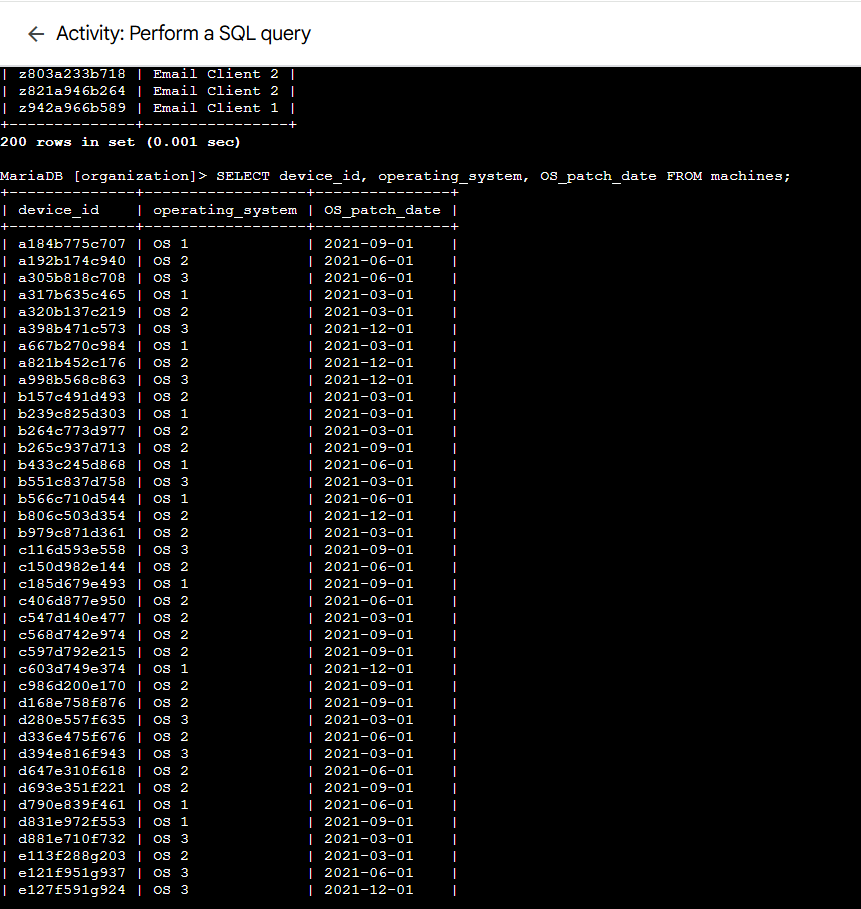 ← Activity: Perform a SQL query
| z803a233b718 | Email Client 2 |
| z821a946b264 | Email Client 2 |
| z942a966b589 | Email Client 1 |
+--------------+----------------+
200 rows in set (0.001 sec)
MariaDB [organization]> SELECT device_id, operating_system, OS_patch_date FROM machines;
+--------------+------------------+---------------+
| device_id    | operating_system | OS_patch_date |
+--------------+------------------+---------------+
| a184b775c707 | OS 1             | 2021-09-01    |
| a192b174c940 | OS 2             | 2021-06-01    |
| a305b818c708 | OS 3             | 2021-06-01    |
| a317b635c465 | OS 1             | 2021-03-01    |
| a320b137c219 | OS 2             | 2021-03-01    |
| a398b471c573 | OS 3             | 2021-12-01    |
| a667b270c984 | OS 1             | 2021-03-01    |
| a821b452c176 | OS 2             | 2021-12-01    |
| a998b568c863 | OS 3             | 2021-12-01    |
| b157c491d493 | OS 2             | 2021-03-01    |
| b239c825d303 | OS 1             | 2021-03-01    |
| b264c773d977 | OS 2             | 2021-03-01    |
| b265c937d713 | OS 2             | 2021-09-01    |
| b433c245d868 | OS 1             | 2021-06-01    |
| b551c837d758 | OS 3             | 2021-03-01    |
| b566c710d544 | OS 1             | 2021-06-01    |
| b806c503d354 | OS 2             | 2021-12-01    |
| b979c871d361 | OS 2             | 2021-03-01    |
| c116d593e558 | OS 3             | 2021-09-01    |
| c150d982e144 | OS 2             | 2021-06-01    |
| c185d679e493 | OS 1             | 2021-09-01    |
| c406d877e950 | OS 2             | 2021-06-01    |
| c547d140e477 | OS 2             | 2021-03-01    |
| c568d742e974 | OS 2             | 2021-09-01    |
| c597d792e215 | OS 2             | 2021-09-01    |
| c603d749e374 | OS 1             | 2021-12-01    |
| c986d200e170 | OS 2             | 2021-09-01    |
| d168e758f876 | OS 2             | 2021-09-01    |
| d280e557f635 | OS 3             | 2021-03-01    |
| d336e475f676 | OS 2             | 2021-06-01    |
| d394e816f943 | OS 3             | 2021-03-01    |
| d647e310f618 | OS 2             | 2021-06-01    |
| d693e351f221 | OS 2             | 2021-09-01    |
| d790e839f461 | OS 1             | 2021-06-01    |
| d831e972f553 | OS 1             | 2021-09-01    |
| d881e710f732 | OS 3             | 2021-03-01    |
| e113f288g203 | OS 2             | 2021-03-01    |
| e121f951g937 | OS 3             | 2021-06-01    |
| e127f591g924 | OS 3             | 2021-12-01    |